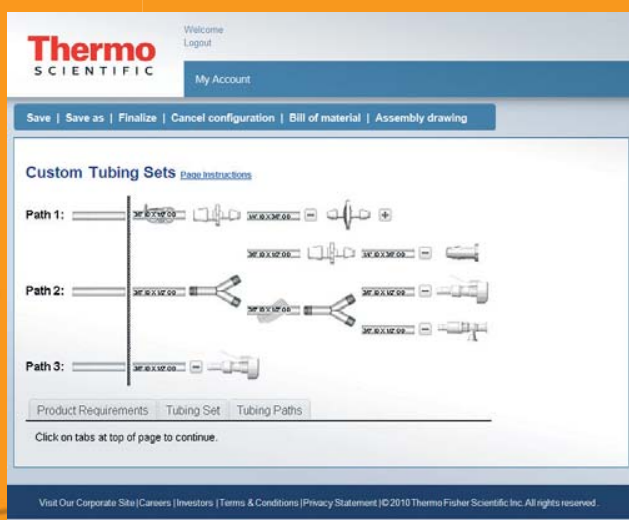 Thermo
SCIENTIFIC
Welcome
Logout
My Account
Save | Save as | Finalize | Cancel configuration | Bill of material | Assembly drawing
Custom Tubing Sets Page Instructions
Path 1:
Path 2:
Path 3:
Product Requirements Tubing Set Tubing Paths
Click on tabs at top of page to continue.
Visit Our Corporate Site|Careers |Investors |Terms & Conditions |Privacy Statement |© 2010 Thermo Fisher Scientific Inc. All rights reserved.